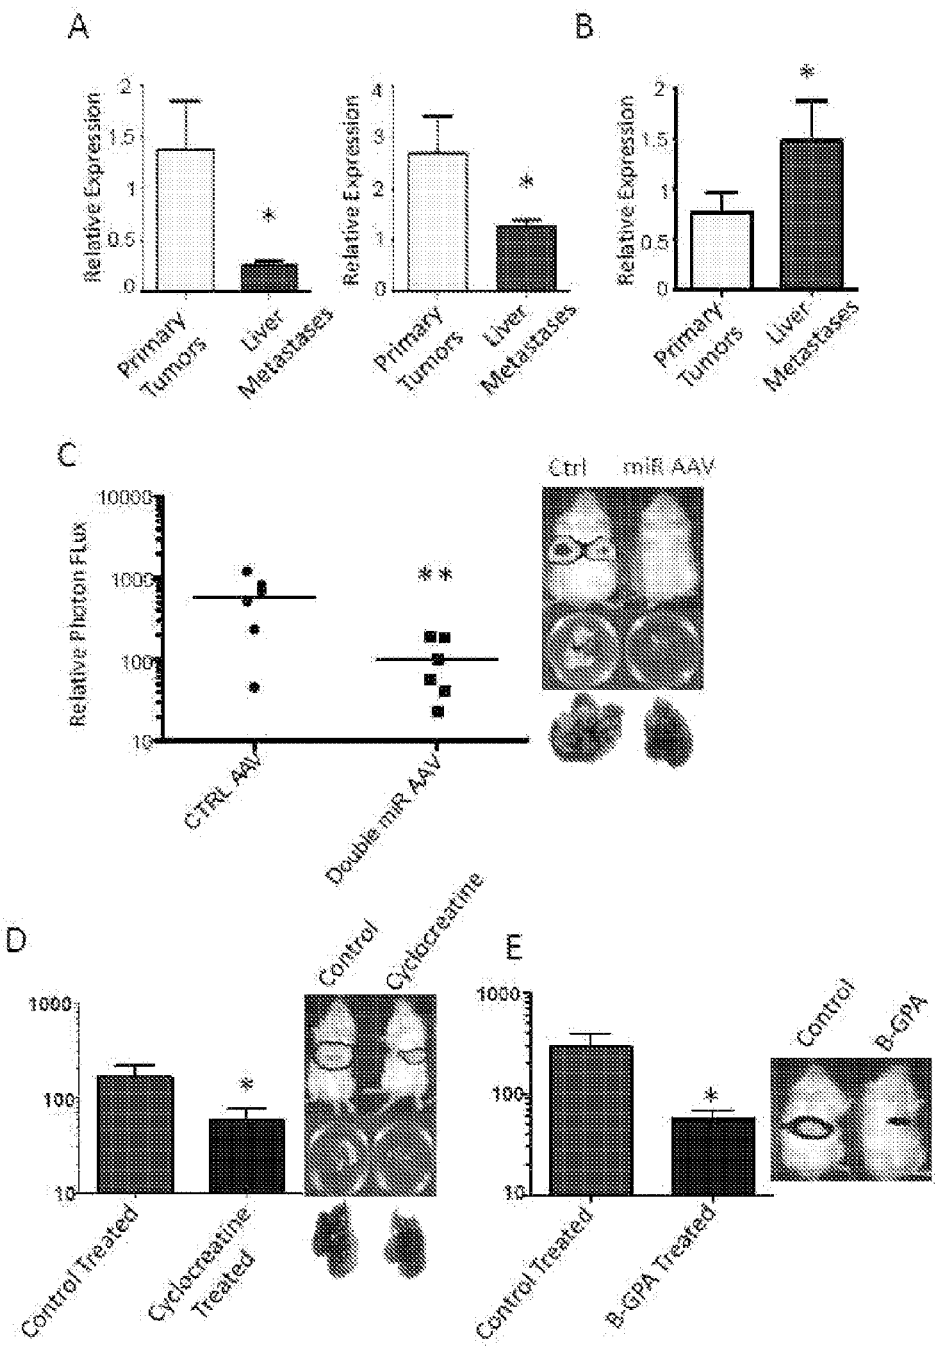 A
B
Relative Expression
2
1.5
1
0.5
0
*
Primary
Tumors
Liver
Metastases
Relative Expression
4
3
2
1
0
*
Primary
Tumors
Liver
Metastases
Relative Expression
2
1.5
1
0.5
0
*
Primary
Tumors
Liver
Metastases
C
Relative Photon FLux
10000
1000
100
10
**
CTRL AAV
Double miR AAV
Ctrl
miR AAV
D
1000
100
10
*
Control Treated
Cyclocreatine
Treated
Control
Cyclocreatine
E
1000
100
10
*
Control Treated
B-GPA Treated
Control
B-GPA